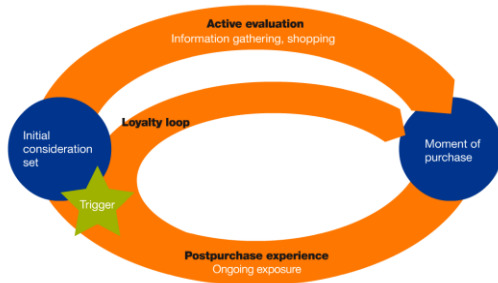 Active evaluation
Information gathering, shopping
Loyalty loop
Initial
consideration
set
Moment of
purchase
Trigger
Postpurchase experience
Ongoing exposure